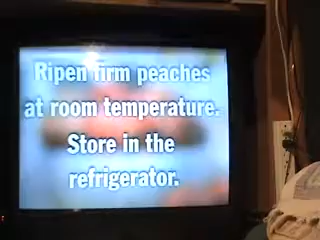 Ripen firm peaches
at room temperature.
Store in the
refrigerator.